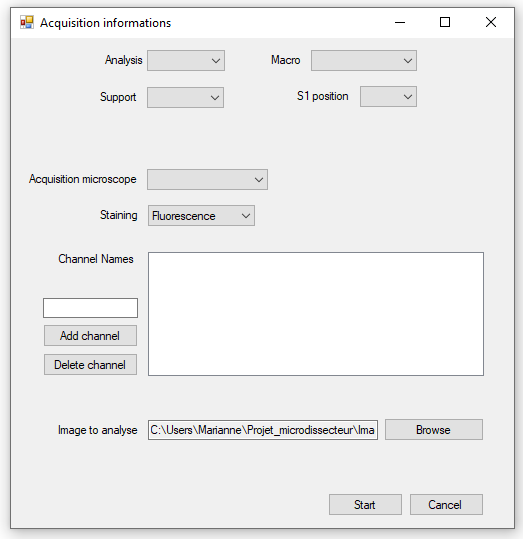 Acquisition informations
Analysis Macro
Support S1 position
Acquisition microscope
Staining Fluorescence
Channel Names
Add channel
Delete channel
Image to analyse C:\Users\Marianne\Projet_microdissecteur\Ima Browse
Start Cancel